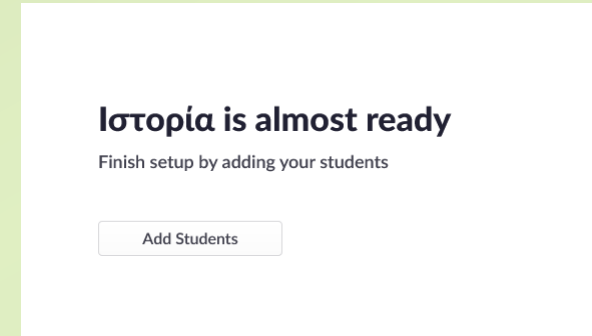 Ιστορία is almost ready
Finish setup by adding your students
Add Students